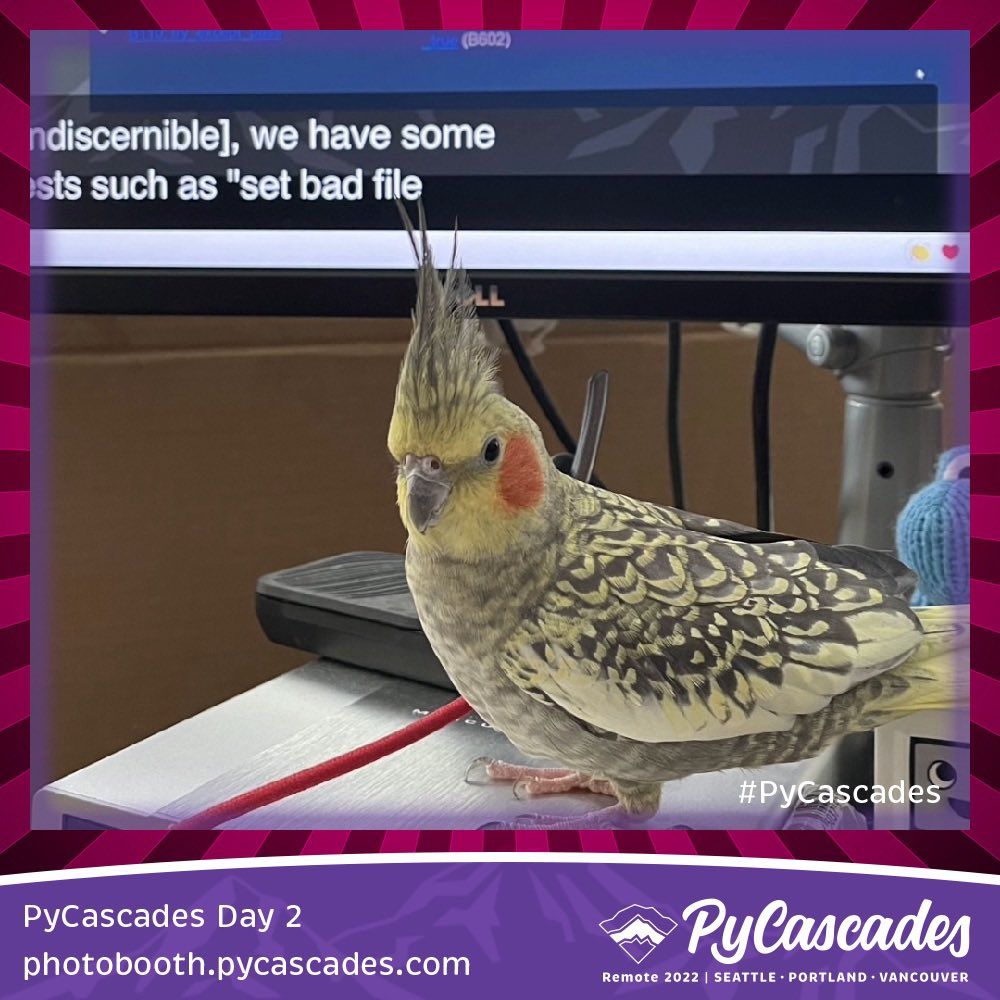 (B602)
ndiscernible], we have some
ests such as "set bad file
#PyCascades
PyCascades Day 2
photobooth.pycascades.com
PyCascades
Remote 2022 | SEATTLE · PORTLAND · VANCOUVER